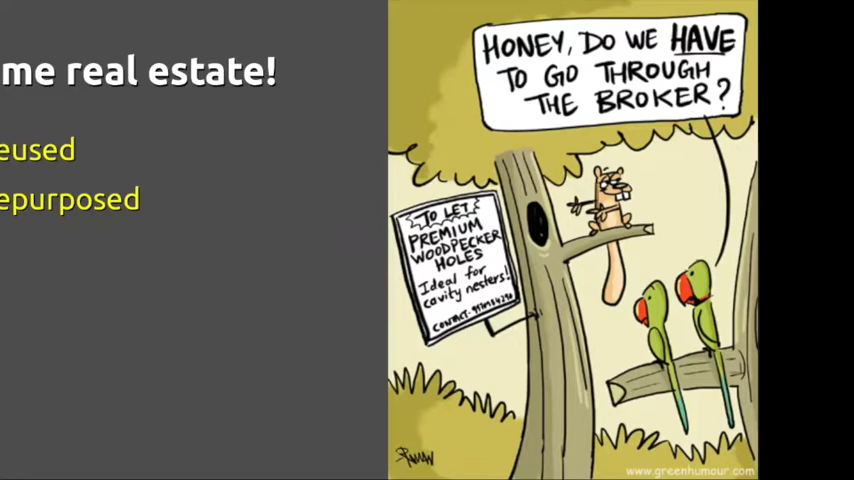 me real estate!
eused
epurposed
HONEY, DO WE HAVE
TO GO THROUGH
THE BROKER?
TO LET
PREMIUM
WOODPECKER
HOLES
Ideal for
cavity nesters!
CONTACT-
www.greenhumour.com